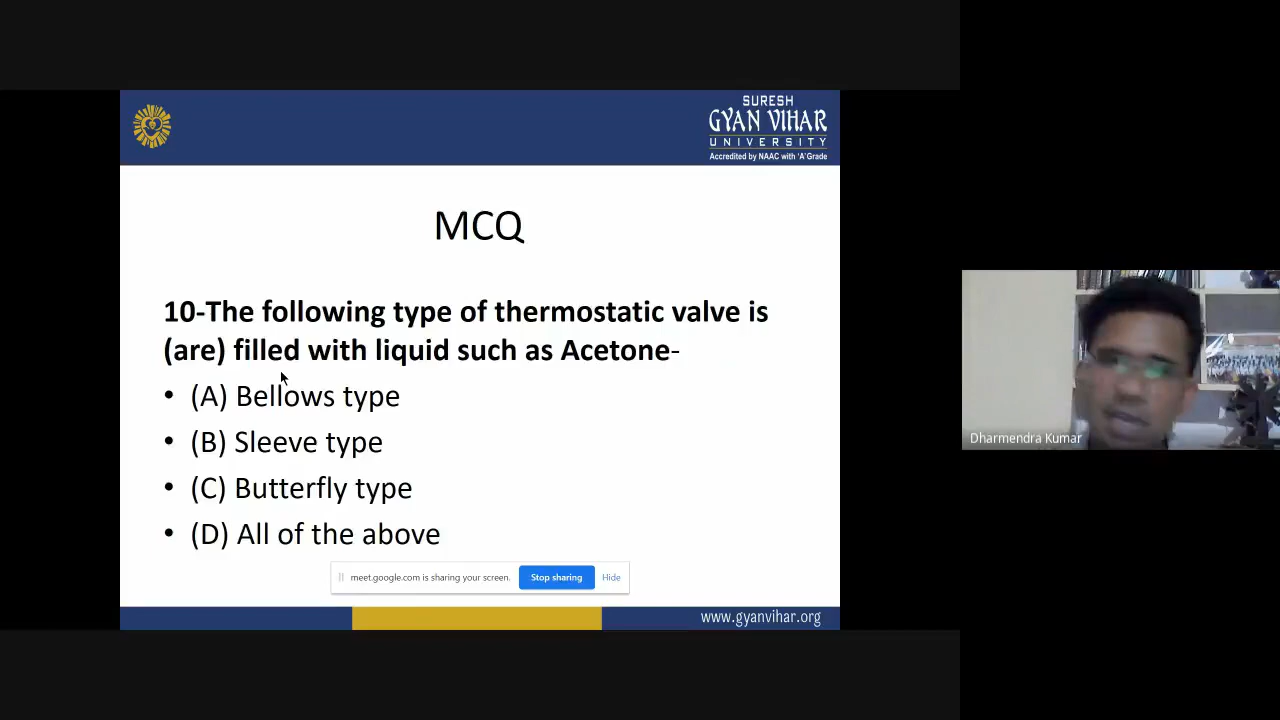 SURESH
GYAN VIHAR
UNIVERSITY
Accredited by NAAC with 'A' Grade
MCQ
10-The following type of thermostatic valve is
(are) filled with liquid such as Acetone-
• (A) Bellows type
• (B) Sleeve type
• (C) Butterfly type
• (D) All of the above
meet.google.com is sharing your screen. Stop sharing Hide
www.gyanvihar.org
Dharmendra Kumar